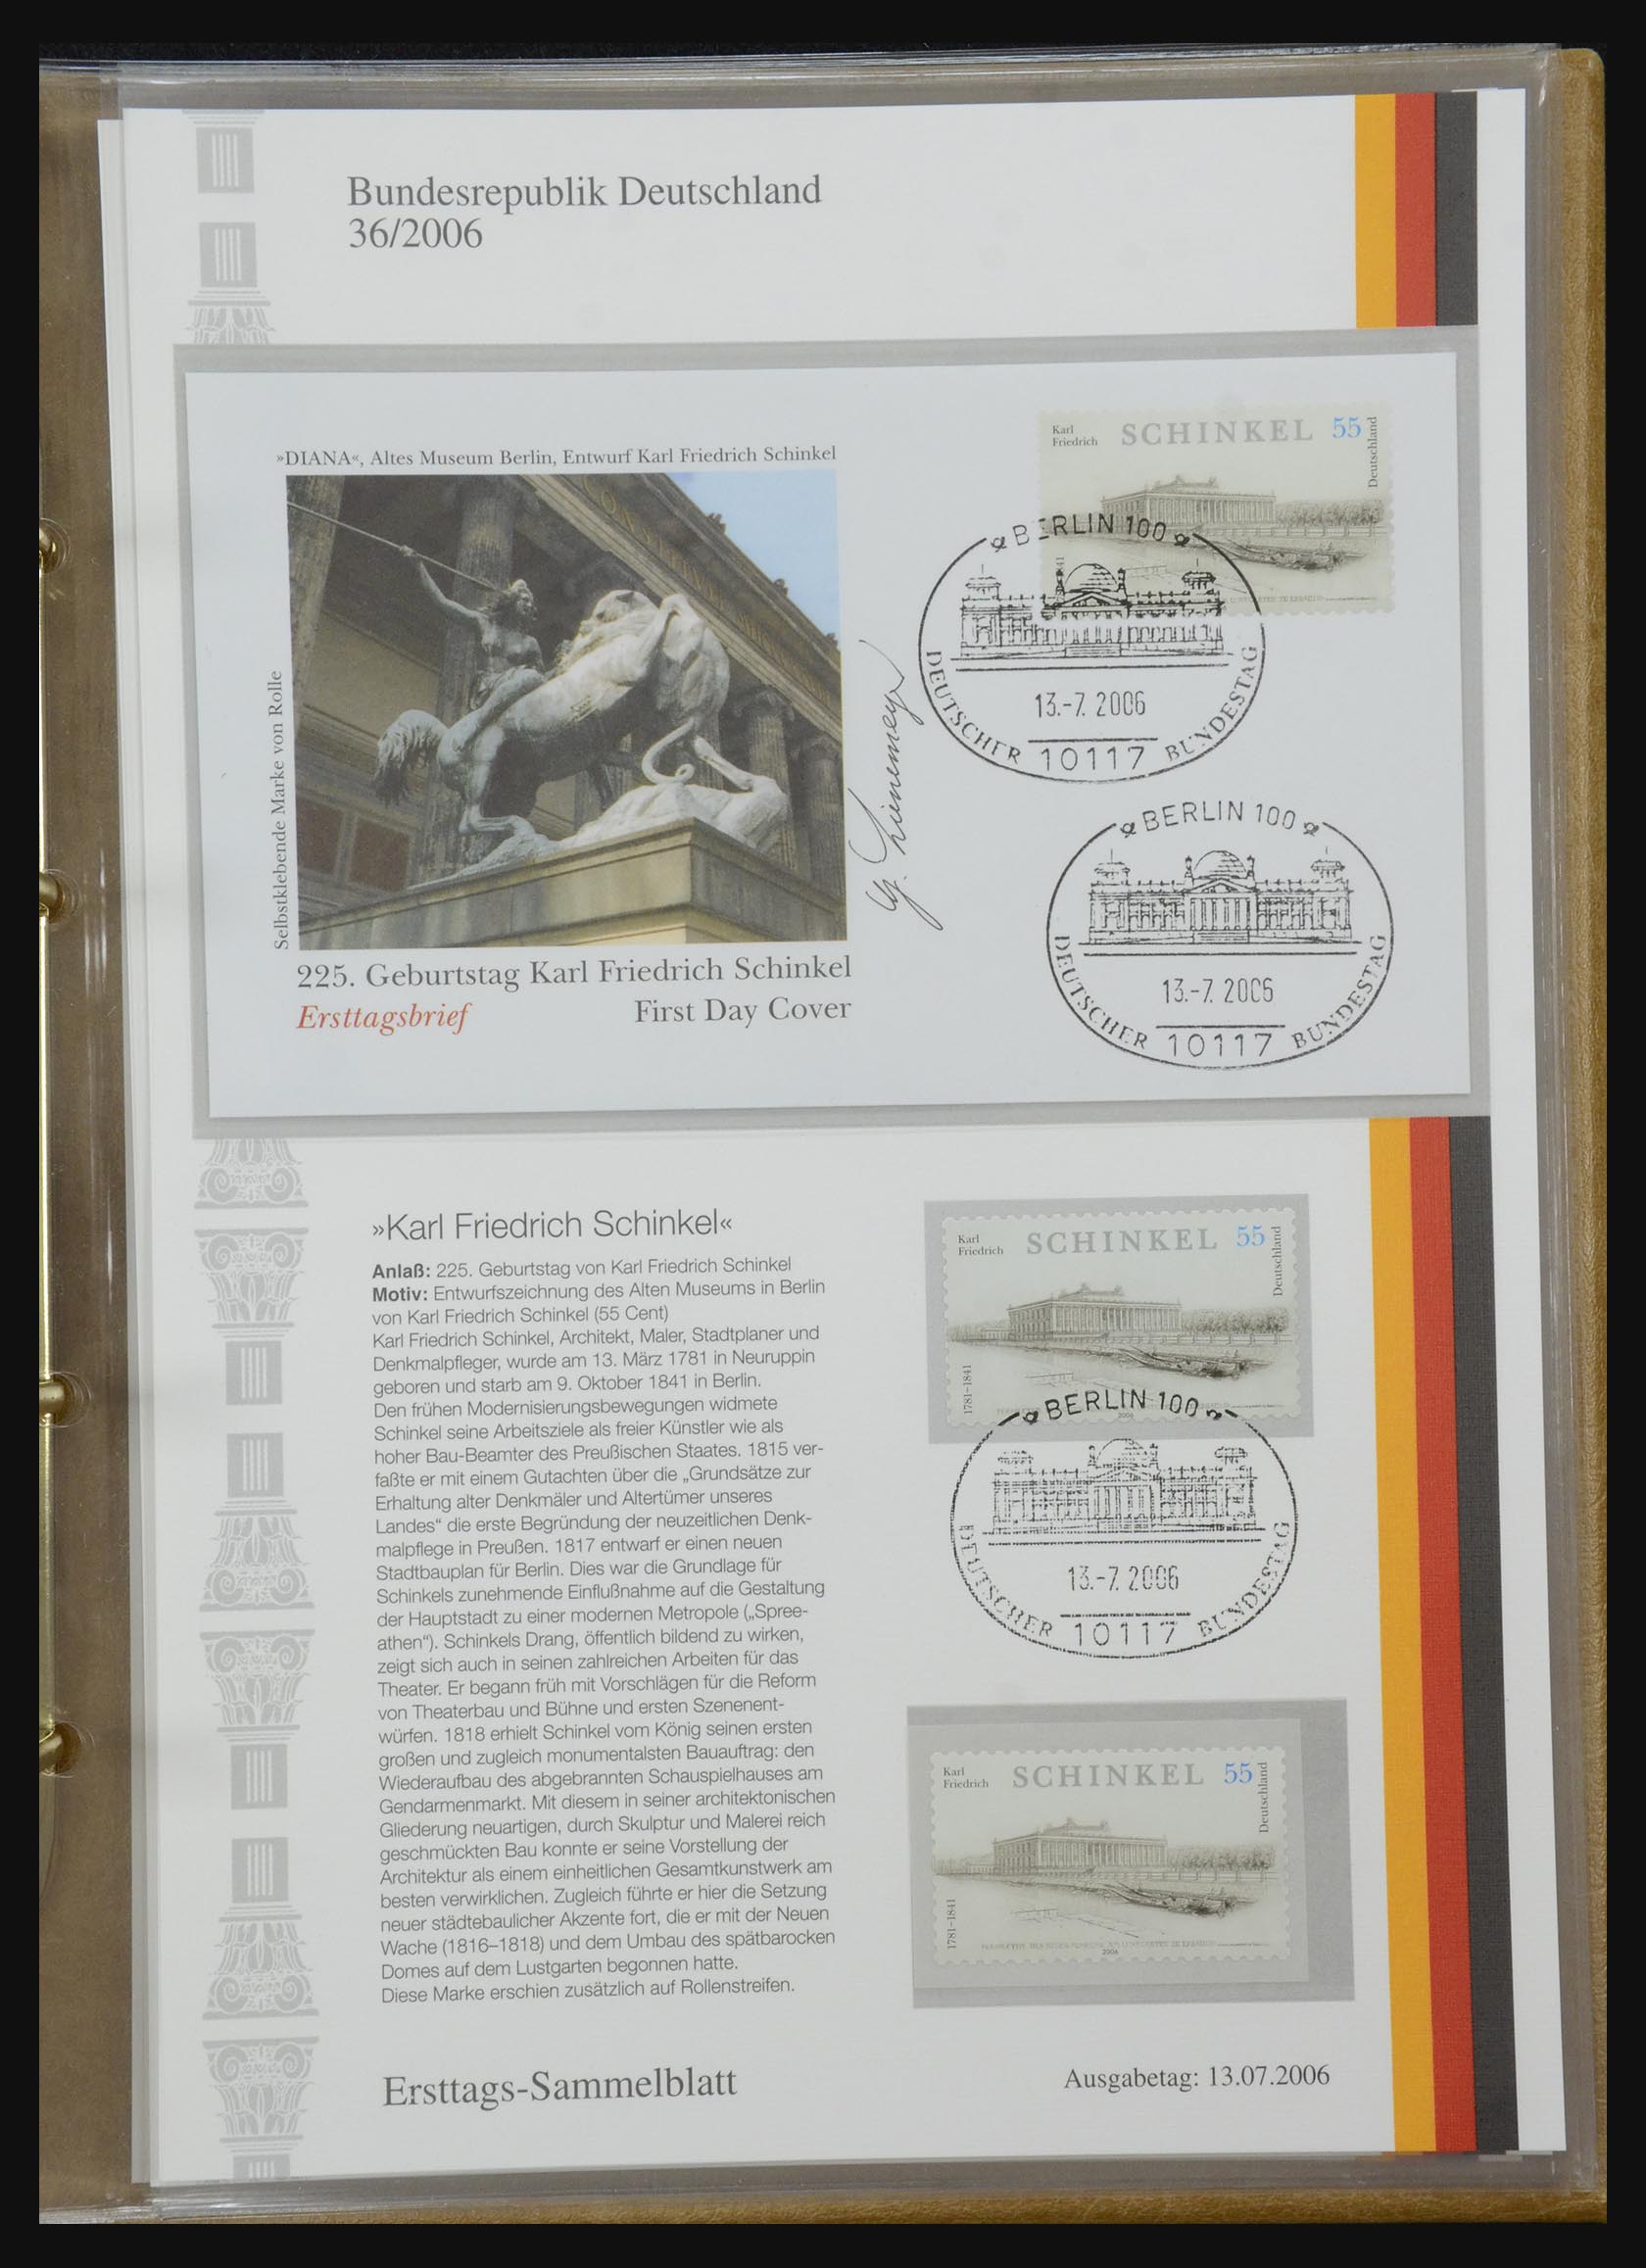 Bundesrepublik Deutschland
36/2006
»DIANA«, Altes Museum Berlin, Entwurf Karl Friedrich Schinkel
Selbstklebende Marke von Rolle
225. Geburtstag Karl Friedrich Schinkel
Ersttagsbrief First Day Cover
Karl
Friedrich
SCHINKEL 55
Deutschland
BERLIN 100
13.-7. 2006
DEUTSCHER 10117 BUNDESTAG
BERLIN 100
13.-7. 2006
DEUTSCHER 10117 BUNDESTAG
»Karl Friedrich Schinkel«
Anlaß: 225. Geburtstag von Karl Friedrich Schinkel
Motiv: Entwurfszeichnung des Alten Museums in Berlin
von Karl Friedrich Schinkel (55 Cent)
Karl Friedrich Schinkel, Architekt, Maler, Stadtplaner und
Denkmalpfleger, wurde am 13. März 1781 in Neuruppin
geboren und starb am 9. Oktober 1841 in Berlin.
Den frühen Modernisierungsbewegungen widmete
Schinkel seine Arbeitsziele als freier Künstler wie als
hoher Bau-Beamter des Preußischen Staates. 1815 ver-
faßte er mit einem Gutachten über die „Grundsätze zur
Erhaltung alter Denkmäler und Altertümer unseres
Landes“ die erste Begründung der neuzeitlichen Denk-
malpflege in Preußen. 1817 entwarf er einen neuen
Stadtbauplan für Berlin. Dies war die Grundlage für
Schinkels zunehmende Einflußnahme auf die Gestaltung
der Hauptstadt zu einer modernen Metropole („Spree-
athen“). Schinkels Drang, öffentlich bildend zu wirken,
zeigt sich auch in seinen zahlreichen Arbeiten für das
Theater. Er begann früh mit Vorschlägen für die Reform
von Theaterbau und Bühne und ersten Szenenent-
würfen. 1818 erhielt Schinkel vom König seinen ersten
großen und zugleich monumentalsten Bauauftrag: den
Wiederaufbau des abgebrannten Schauspielhauses am
Gendarmenmarkt. Mit diesem in seiner architektonischen
Gliederung neuartigen, durch Skulptur und Malerei reich
geschmückten Bau konnte er seine Vorstellung der
Architektur als einem einheitlichen Gesamtkunstwerk am
besten verwirklichen. Zugleich führte er hier die Setzung
neuer städtebaulicher Akzente fort, die er mit der Neuen
Wache (1816–1818) und dem Umbau des spätbarocken
Domes auf dem Lustgarten begonnen hatte.
Diese Marke erschien zusätzlich auf Rollenstreifen.
Karl
Friedrich
SCHINKEL 55
Deutschland
1781–1841
2006
BERLIN 100
13.-7. 2006
DEUTSCHER 10117 BUNDESTAG
Karl
Friedrich
SCHINKEL 55
Deutschland
1781–1841
2006
Ersttags-Sammelblatt
Ausgabetag: 13.07.2006